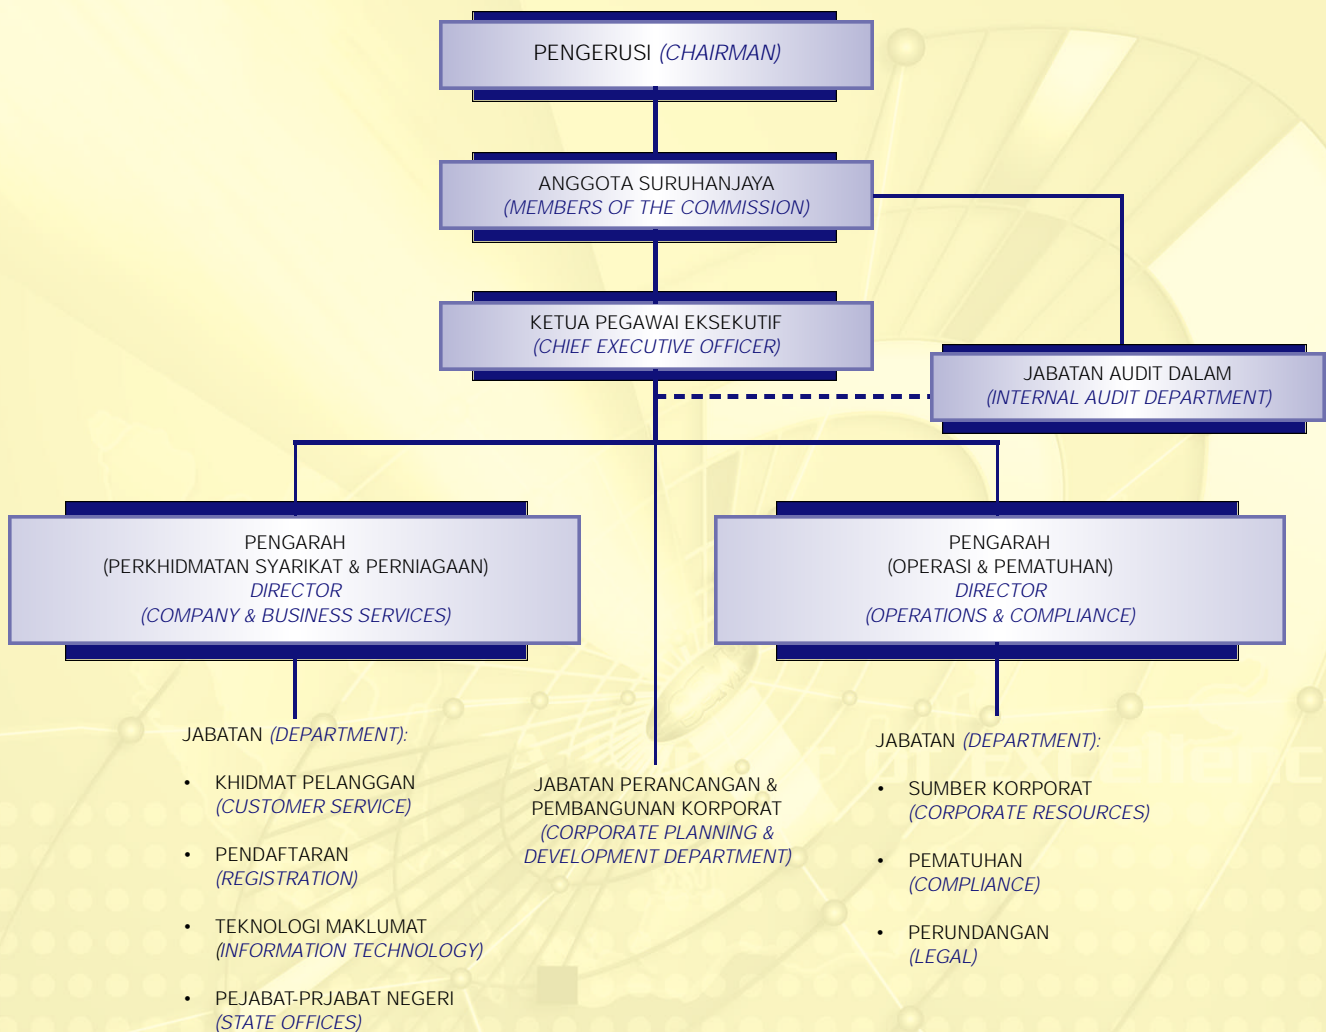 PENGERUSI (CHAIRMAN)
ANGGOTA SURUHANJAYA
(MEMBERS OF THE COMMISSION)
KETUA PEGAWAI EKSEKUTIF
(CHIEF EXECUTIVE OFFICER)
JABATAN AUDIT DALAM
(INTERNAL AUDIT DEPARTMENT)
PENGARAH
(PERKHIDMATAN SYARIKAT & PERNIAGAAN)
DIRECTOR
(COMPANY & BUSINESS SERVICES)
PENGARAH
(OPERASI & PEMATUHAN)
DIRECTOR
(OPERATIONS & COMPLIANCE)
JABATAN (DEPARTMENT):
• KHIDMAT PELANGGAN
(CUSTOMER SERVICE)
• PENDAFTARAN
(REGISTRATION)
• TEKNOLOGI MAKLUMAT
(INFORMATION TECHNOLOGY)
• PEJABAT-PRJABAT NEGERI
(STATE OFFICES)
JABATAN PERANCANGAN &
PEMBANGUNAN KORPORAT
(CORPORATE PLANNING &
DEVELOPMENT DEPARTMENT)
JABATAN (DEPARTMENT):
• SUMBER KORPORAT
(CORPORATE RESOURCES)
• PEMATUHAN
(COMPLIANCE)
• PERUNDANGAN
(LEGAL)